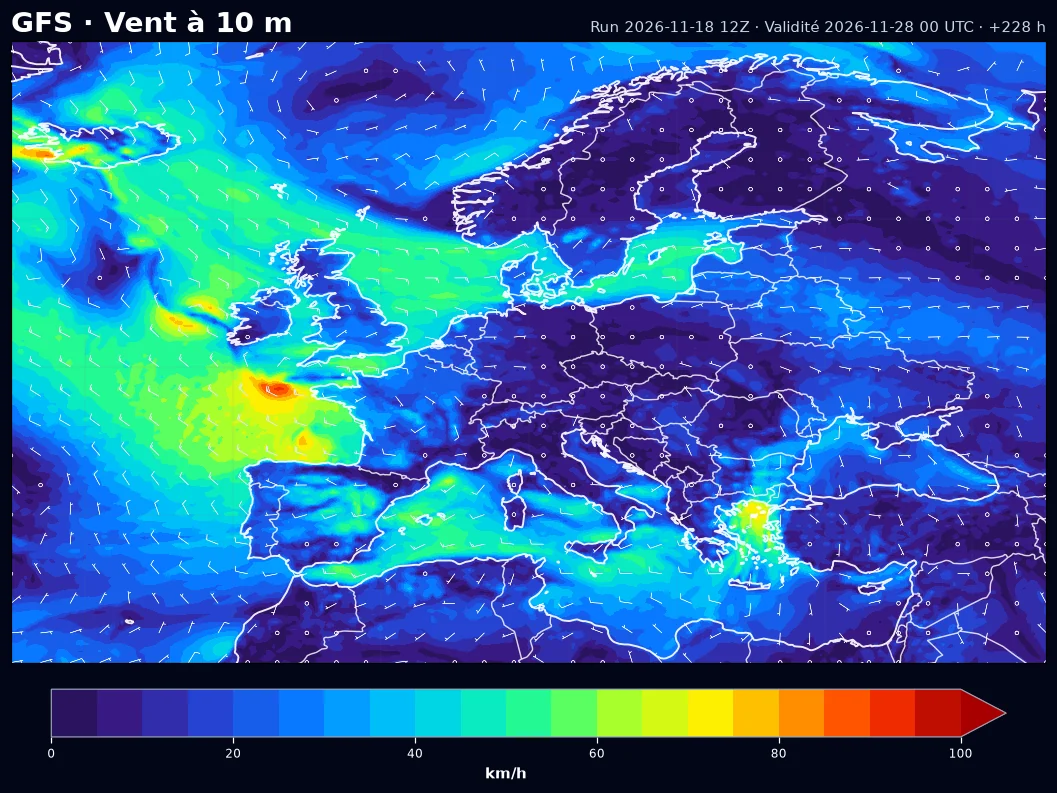 GFS · Vent à 10 m
Run 2026-11-18 12Z · Validité 2026-11-28 00 UTC · +228 h
0 20 40 60 80 100
km/h